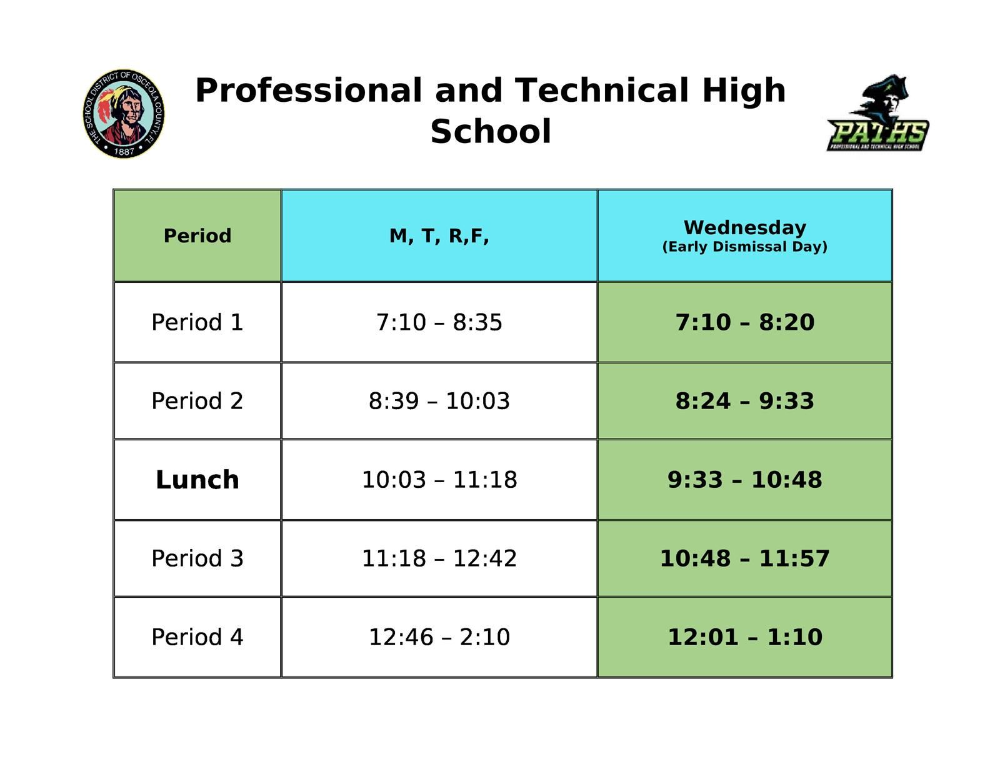 THE SCHOOL DISTRICT OF OSCEOLA COUNTY, FL
• 1887 •
Professional and Technical High
School
PATHS
PROFESSIONAL AND TECHNICAL HIGH SCHOOL
Period
M, T, R,F,
Wednesday
(Early Dismissal Day)
Period 1
7:10 – 8:35
7:10 – 8:20
Period 2
8:39 – 10:03
8:24 – 9:33
Lunch
10:03 – 11:18
9:33 – 10:48
Period 3
11:18 – 12:42
10:48 – 11:57
Period 4
12:46 – 2:10
12:01 – 1:10